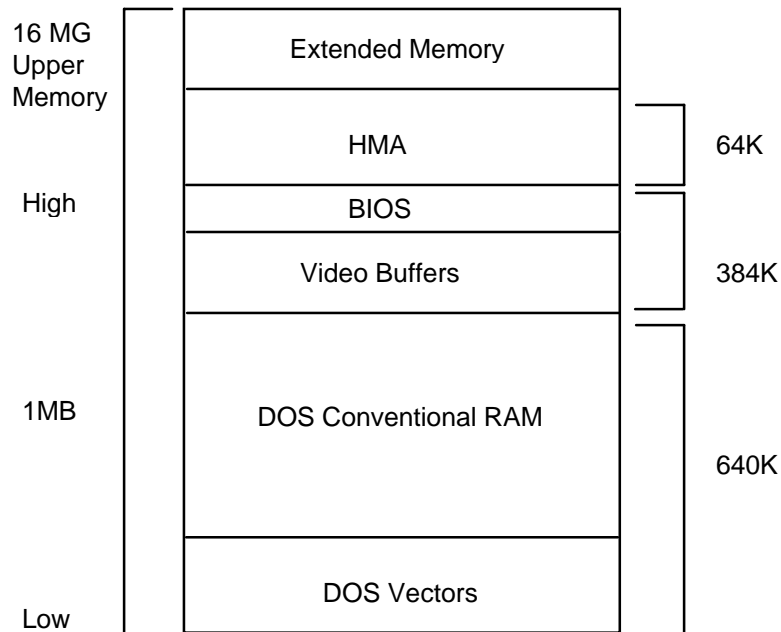 16 MG
Upper
Memory
Extended Memory
HMA
64K
High
BIOS
Video Buffers
384K
1MB
DOS Conventional RAM
640K
DOS Vectors
Low